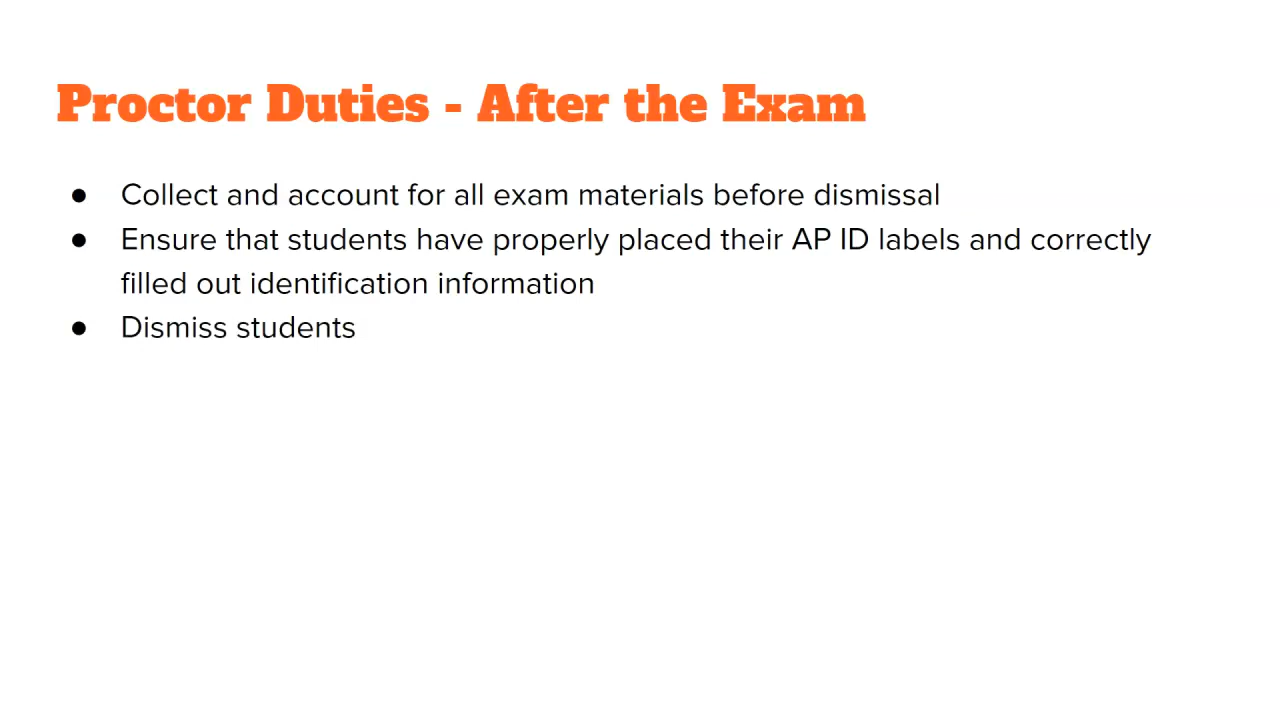 Proctor Duties - After the Exam
● Collect and account for all exam materials before dismissal
● Ensure that students have properly placed their AP ID labels and correctly
filled out identification information
● Dismiss students